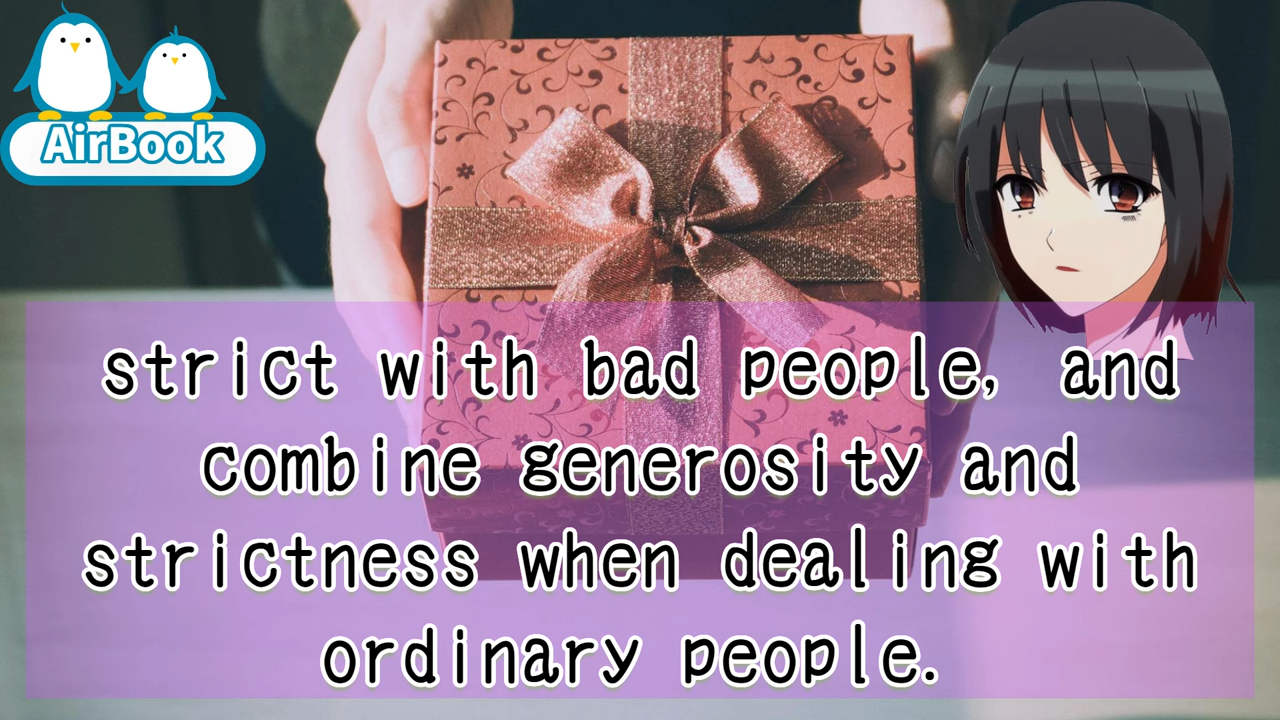 AirBook
strict with bad people, and
combine generosity and
strictness when dealing with
ordinary people.